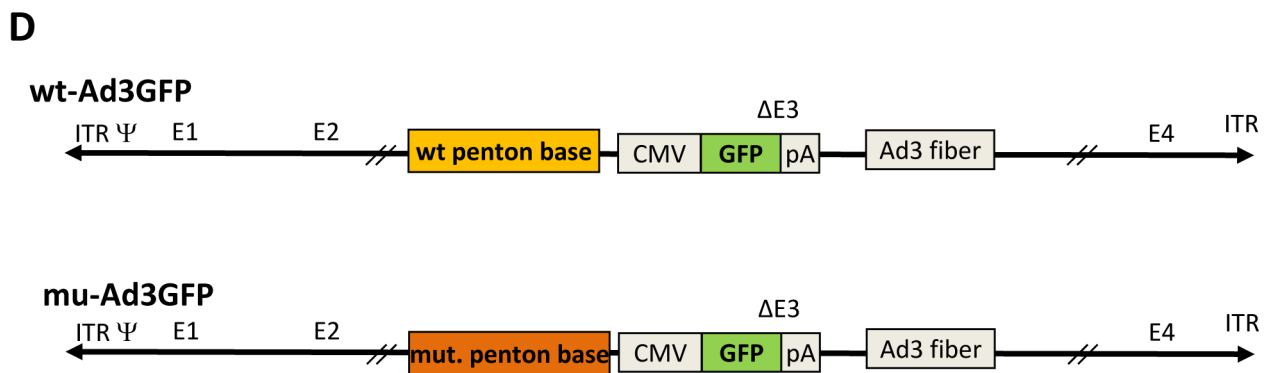 D
wt-Ad3GFP
ΔE3
ITR Ψ E1 E2 E4 ITR
wt penton base CMV GFP pA Ad3 fiber
mu-Ad3GFP
ΔE3
ITR Ψ E1 E2 E4 ITR
mut. penton base CMV GFP pA Ad3 fiber